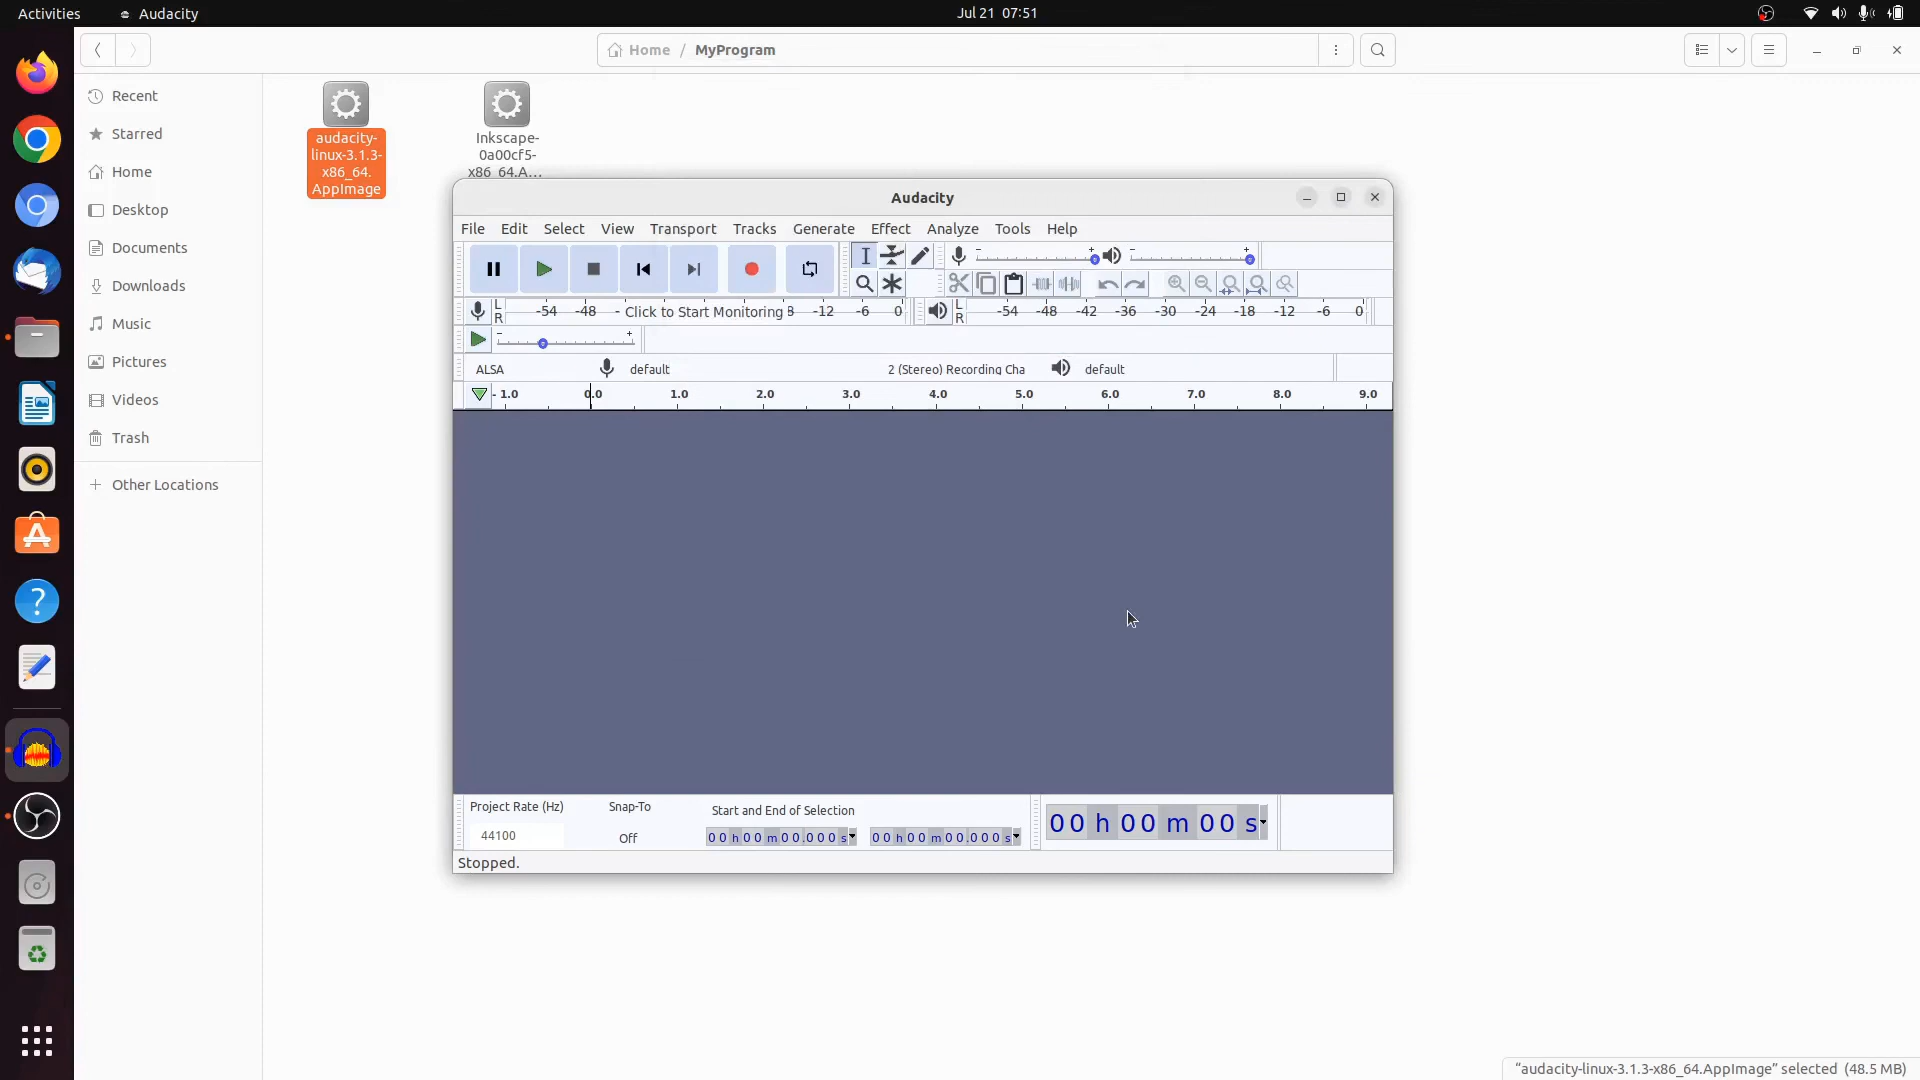 Activities
Audacity
Jul 21 07:51
Home / MyProgram
Recent
Starred
Home
Desktop
Documents
Downloads
Music
Pictures
Videos
Trash
+ Other Locations
audacity-
linux-3.1.3-
x86_64.
AppImage
Inkscape-
0a00cf5-
x86_64.A...
Audacity
File Edit Select View Transport Tracks Generate Effect Analyze Tools Help
L
R
-54 -48 - Click to Start Monitoring -12 -6 0
L
R
-54 -48 -42 -36 -30 -24 -18 -12 -6 0
ALSA default 2 (Stereo) Recording Cha default
- 1.0 0.0 1.0 2.0 3.0 4.0 5.0 6.0 7.0 8.0 9.0
Project Rate (Hz) Snap-To Start and End of Selection
44100 Off 00 h 00 m 00.000 s 00 h 00 m 00.000 s
00 h 00 m 00 s
Stopped.
"audacity-linux-3.1.3-x86_64.AppImage" selected (48.5 MB)